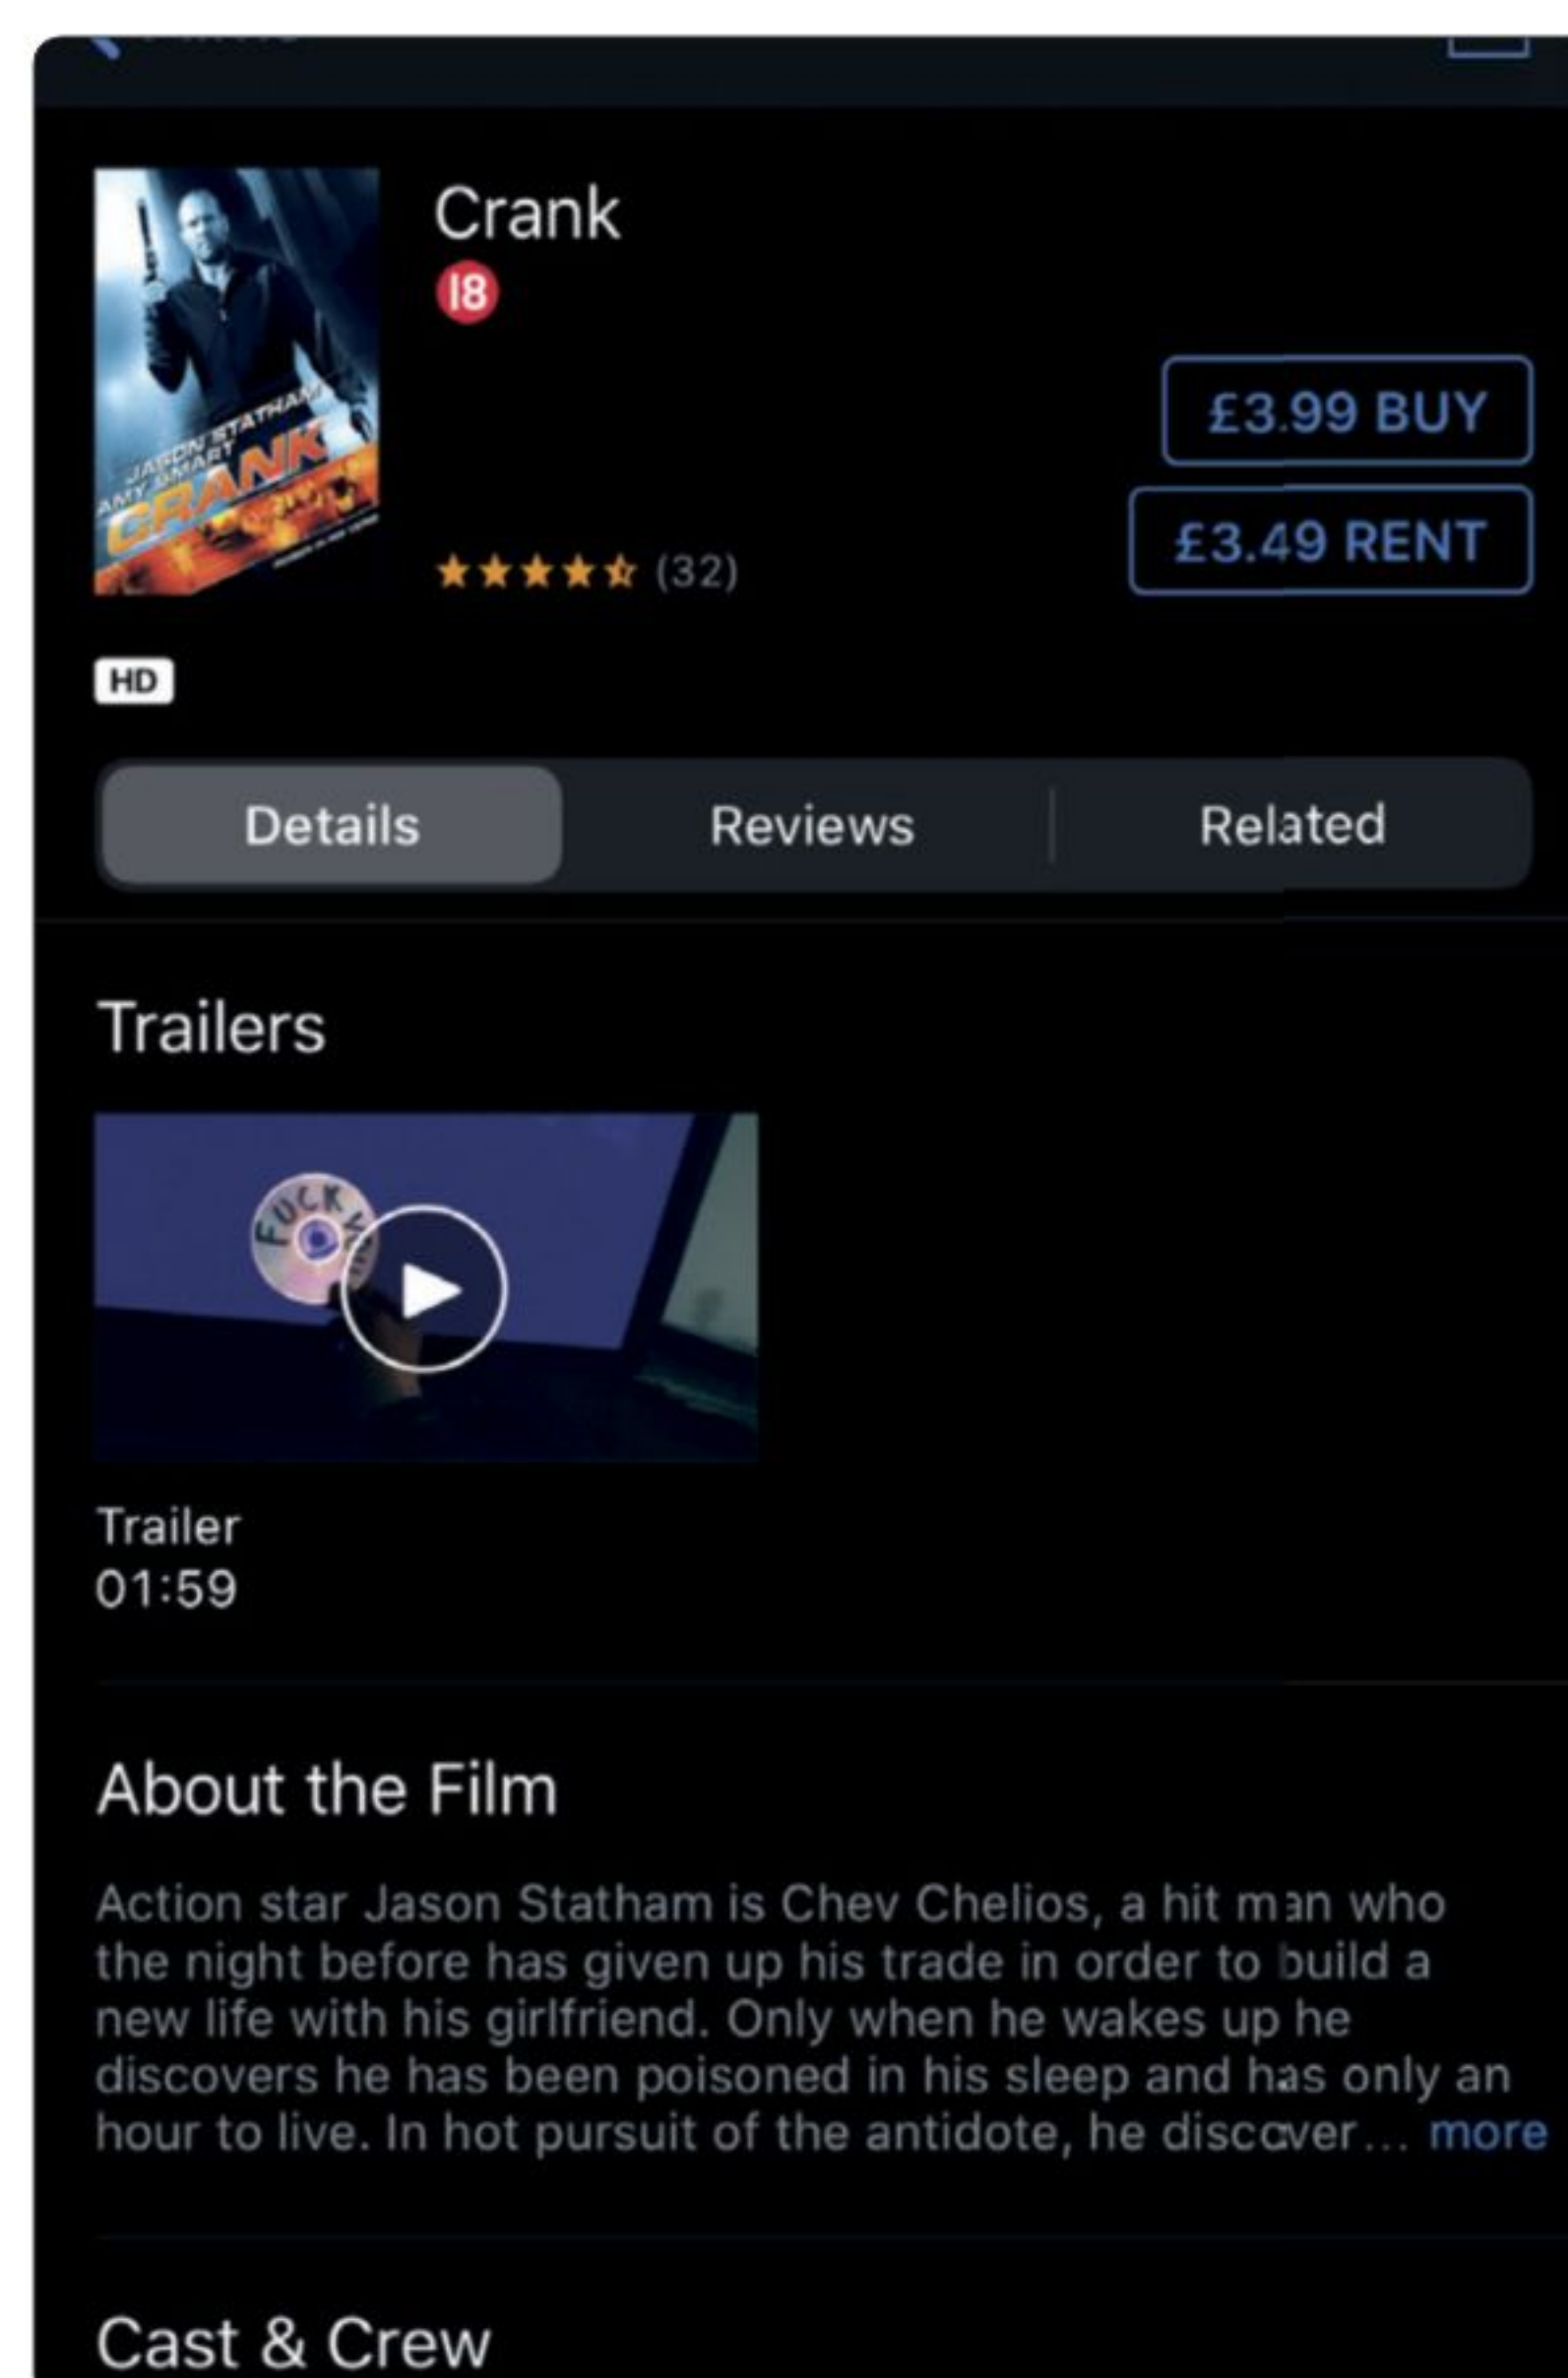 Crank
18
JASON STATHAM
AMY SMART
CRANK
£3.99 BUY
£3.49 RENT
(32)
HD
Details
Reviews
Related
Trailers
FUCK YOU
Trailer
01:59
About the Film
Action star Jason Statham is Chev Chelios, a hit man who
the night before has given up his trade in order to build a
new life with his girlfriend. Only when he wakes up he
discovers he has been poisoned in his sleep and has only an
hour to live. In hot pursuit of the antidote, he discover... more
Cast & Crew